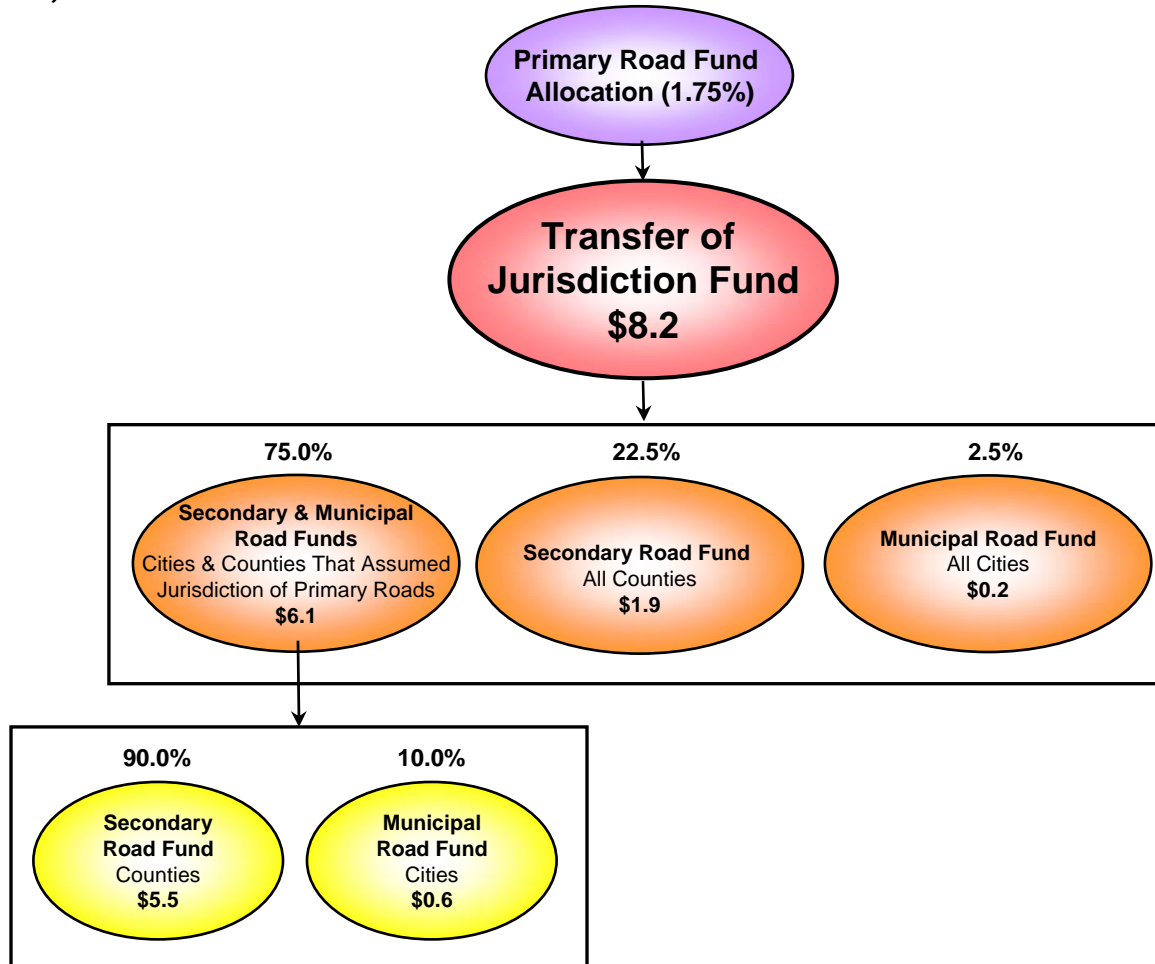 Primary Road Fund
Allocation (1.75%)
Transfer of
Jurisdiction Fund
$8.2
75.0%
22.5%
2.5%
Secondary & Municipal
Road Funds
Cities & Counties That Assumed
Jurisdiction of Primary Roads
$6.1
Secondary Road Fund
All Counties
$1.9
Municipal Road Fund
All Cities
$0.2
90.0%
10.0%
Secondary
Road Fund
Counties
$5.5
Municipal
Road Fund
Cities
$0.6